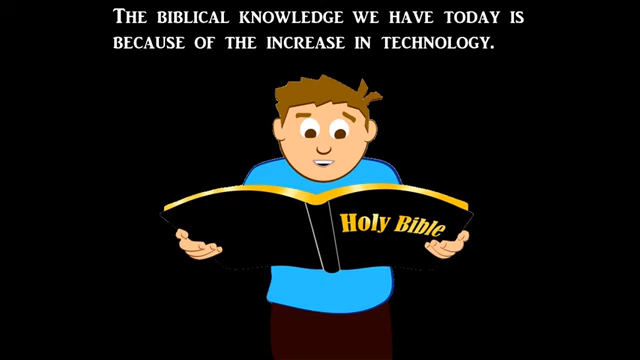 The biblical knowledge we have today is
because of the increase in technology.
Holy Bible